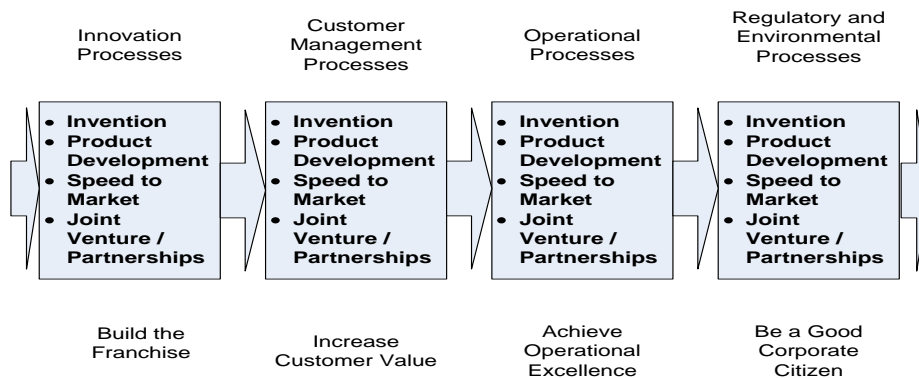 Innovation
Processes
Customer
Management
Processes
Operational
Processes
Regulatory and
Environmental
Processes
• Invention
• Product
Development
• Speed to
Market
• Joint
Venture /
Partnerships
• Invention
• Product
Development
• Speed to
Market
• Joint
Venture /
Partnerships
• Invention
• Product
Development
• Speed to
Market
• Joint
Venture /
Partnerships
• Invention
• Product
Development
• Speed to
Market
• Joint
Venture /
Partnerships
Build the
Franchise
Increase
Customer Value
Achieve
Operational
Excellence
Be a Good
Corporate
Citizen